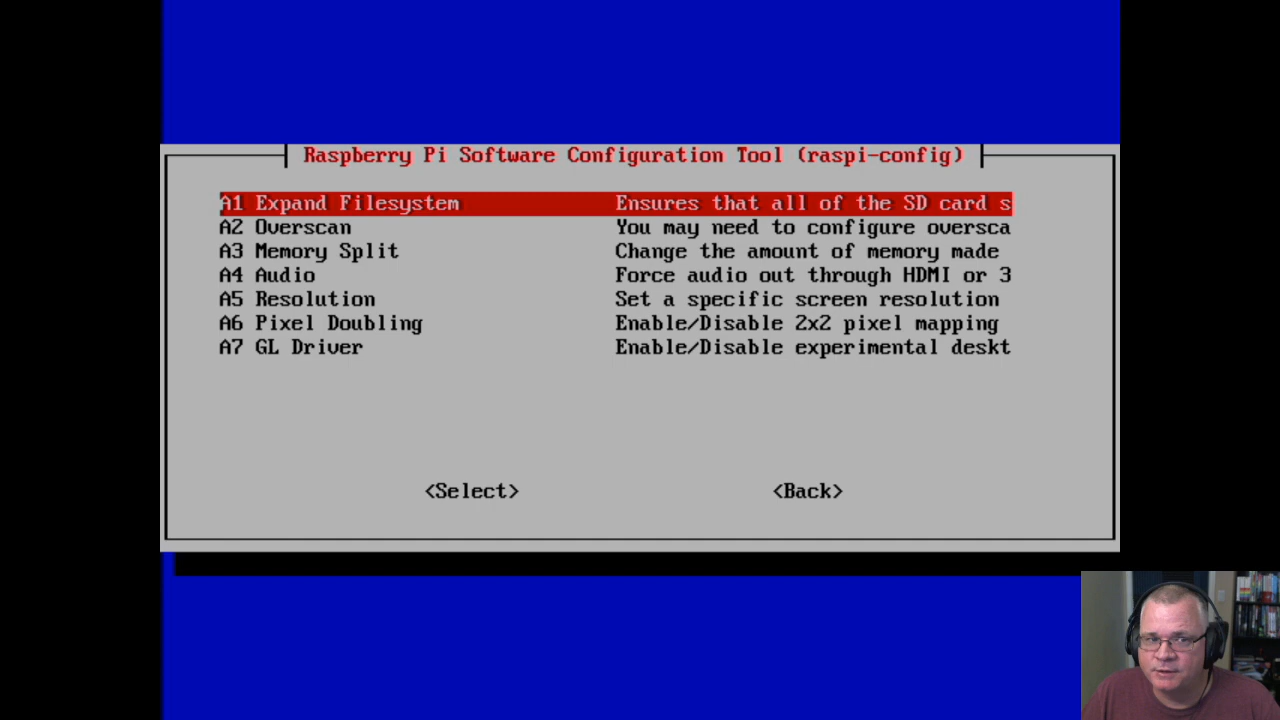 Raspberry Pi Software Configuration Tool (raspi-config)
A1 Expand Filesystem Ensures that all of the SD card s
A2 Overscan You may need to configure oversca
A3 Memory Split Change the amount of memory made
A4 Audio Force audio out through HDMI or 3
A5 Resolution Set a specific screen resolution
A6 Pixel Doubling Enable/Disable 2x2 pixel mapping
A7 GL Driver Enable/Disable experimental deskt
<Select> <Back>